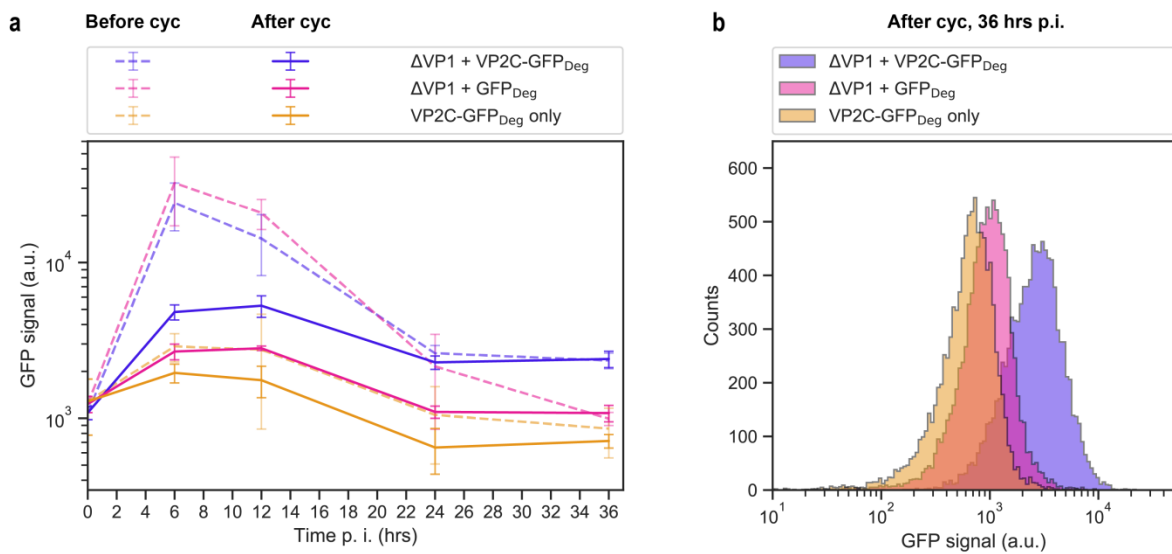 a
Before cyc After cyc
ΔVP1 + VP2C-GFPDeg
ΔVP1 + GFPDeg
VP2C-GFPDeg only
10⁴
10³
GFP signal (a.u.)
0 2 4 6 8 10 12 14 16 18 20 22 24 26 28 30 32 34 36
Time p. i. (hrs)
b
After cyc, 36 hrs p.i.
ΔVP1 + VP2C-GFPDeg
ΔVP1 + GFPDeg
VP2C-GFPDeg only
600
500
400
300
200
100
0
Counts
10 10² 10³ 10⁴
GFP signal (a.u.)